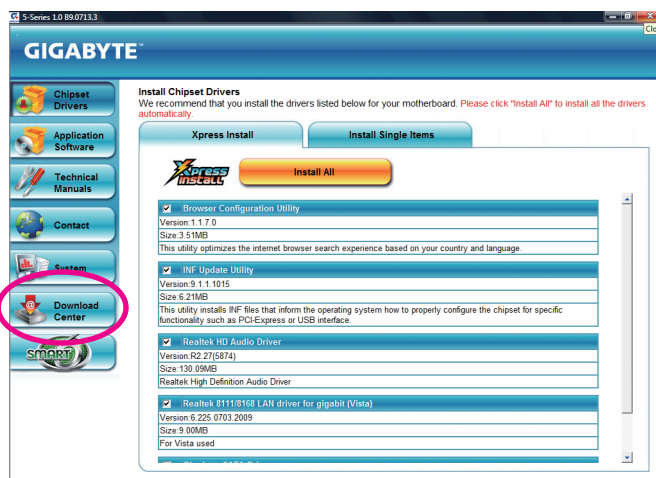 5-Series 1.0 B9.0713.3
Clo
GIGABYTE™
Chipset
Drivers
Application
Software
Technical
Manuals
Contact
System
Download
Center
SMART
Install Chipset Drivers
We recommend that you install the drivers listed below for your motherboard. Please click "Install All" to install all the drivers
automatically.
Xpress Install
Install Single Items
Xpress
Install
Install All
Browser Configuration Utility
Version:1.1.7.0
Size:3.51MB
This utility optimizes the internet browser search experience based on your country and language.
INF Update Utility
Version:9.1.1.1015
Size:6.21MB
This utility installs INF files that inform the operating system how to properly configure the chipset for specific
functionality such as PCI-Express or USB interface.
Realtek HD Audio Driver
Version:R2.27(5874)
Size:130.09MB
Realtek High Definition Audio Driver
Realtek 8111/8168 LAN driver for gigabit (Vista)
Version:6.225.0703.2009
Size:9.00MB
For Vista used